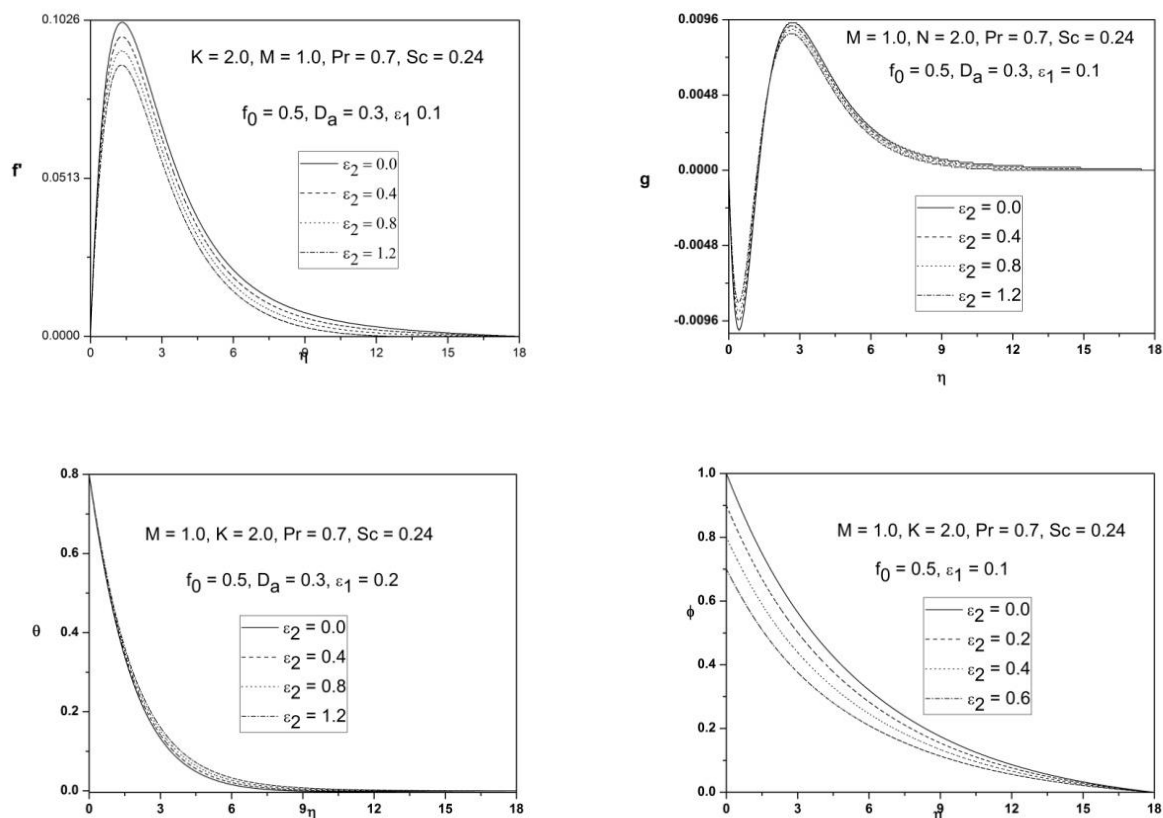 0.1026
K = 2.0, M = 1.0, Pr = 0.7, Sc = 0.24
f0 = 0.5, Da = 0.3, ε1 0.1
f'
0.0513
ε2 = 0.0
ε2 = 0.4
ε2 = 0.8
ε2 = 1.2
0.0000
0 3 6 9 12 15 18
η
0.0096
M = 1.0, N = 2.0, Pr = 0.7, Sc = 0.24
f0 = 0.5, Da = 0.3, ε1 = 0.1
0.0048
g
0.0000
ε2 = 0.0
ε2 = 0.4
ε2 = 0.8
ε2 = 1.2
-0.0048
-0.0096
0 3 6 9 12 15 18
η
0.8
M = 1.0, K = 2.0, Pr = 0.7, Sc = 0.24
0.6
f0 = 0.5, Da = 0.3, ε1 = 0.2
θ
0.4
ε2 = 0.0
ε2 = 0.4
ε2 = 0.8
ε2 = 1.2
0.2
0.0
0 3 6 9 12 15 18
η
1.0
M = 1.0, K = 2.0, Pr = 0.7, Sc = 0.24
0.8
f0 = 0.5, ε1 = 0.1
0.6
ϕ
ε2 = 0.0
ε2 = 0.2
ε2 = 0.4
ε2 = 0.6
0.4
0.2
0.0
0 3 6 9 12 15 18
η